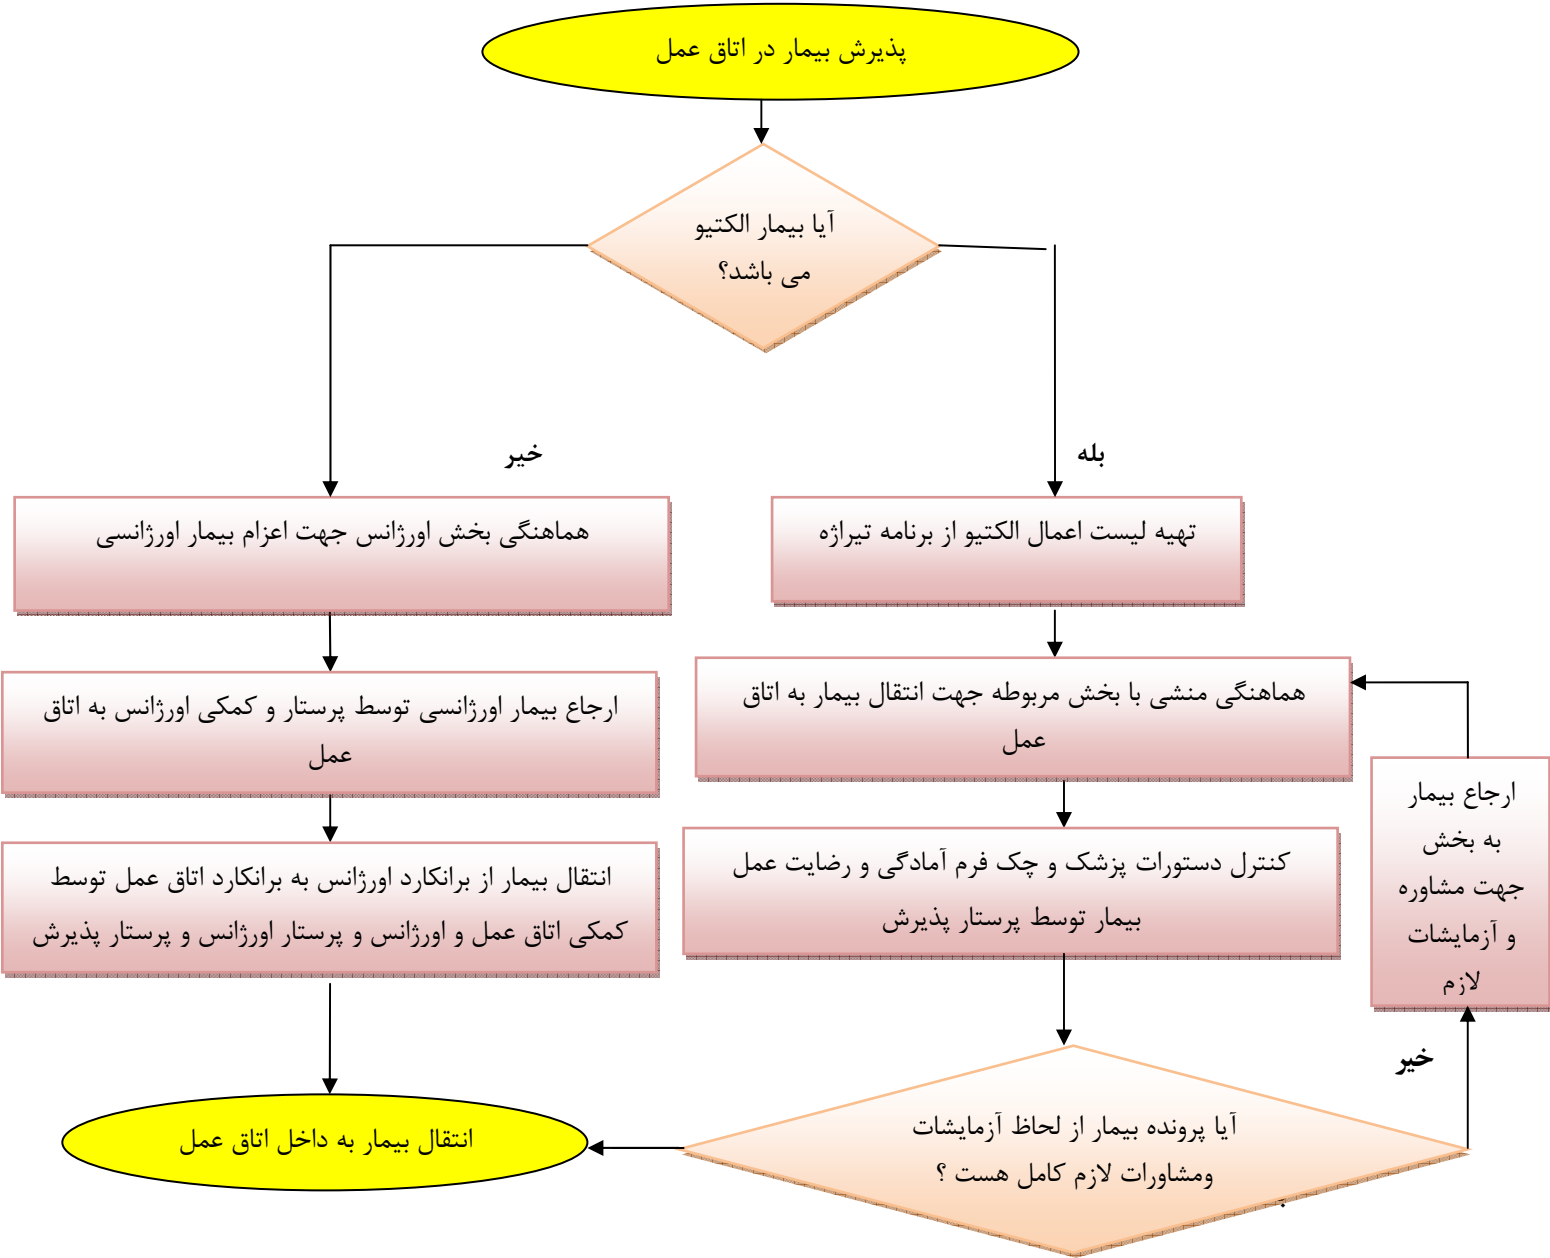 پذیرش بیمار در اتاق عمل
آیا بیمار الکتیو
می باشد؟
بله
خیر
تهیه لیست اعمال الکتیو از برنامه تیراژه
هماهنگی بخش اورژانس جهت اعزام بیمار اورژانسی
هماهنگی منشی با بخش مربوطه جهت انتقال بیمار به اتاق
عمل
ارجاع بیمار اورژانسی توسط پرستار و کمکی اورژانس به اتاق
عمل
ارجاع بیمار
به بخش
جهت مشاوره
و آزمایشات
لازم
کنترل دستورات پزشک و چک فرم آمادگی و رضایت عمل
بیمار توسط پرستار پذیرش
انتقال بیمار از برانکارد اورژانس به برانکارد اتاق عمل توسط
کمکی اتاق عمل و اورژانس و پرستار اورژانس و پرستار پذیرش
خیر
آیا پرونده بیمار از لحاظ آزمایشات
ومشاورات لازم کامل هست ؟
انتقال بیمار به داخل اتاق عمل